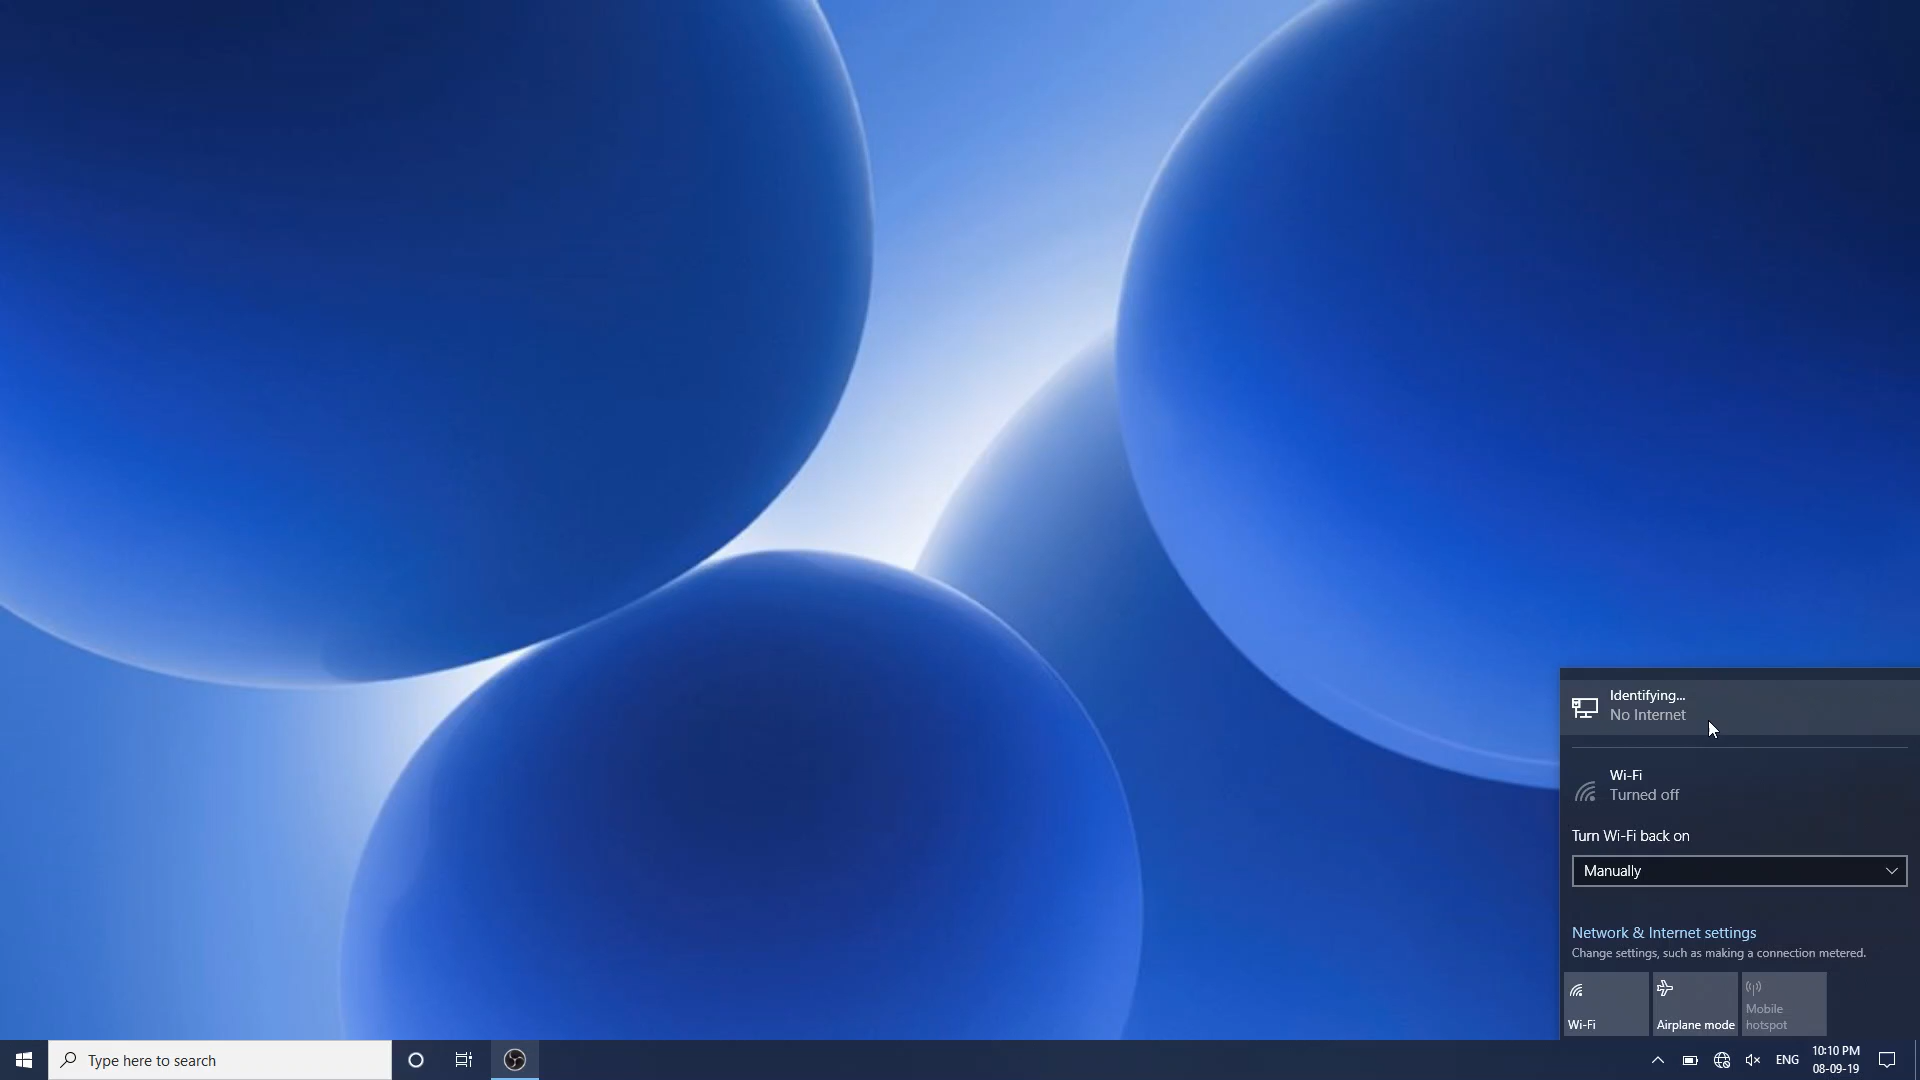 Identifying...
No Internet
Wi-Fi
Turned off
Turn Wi-Fi back on
Manually
Network & Internet settings
Change settings, such as making a connection metered.
Wi-Fi
Airplane mode
Mobile
hotspot
Type here to search
ENG
10:10 PM
08-09-19